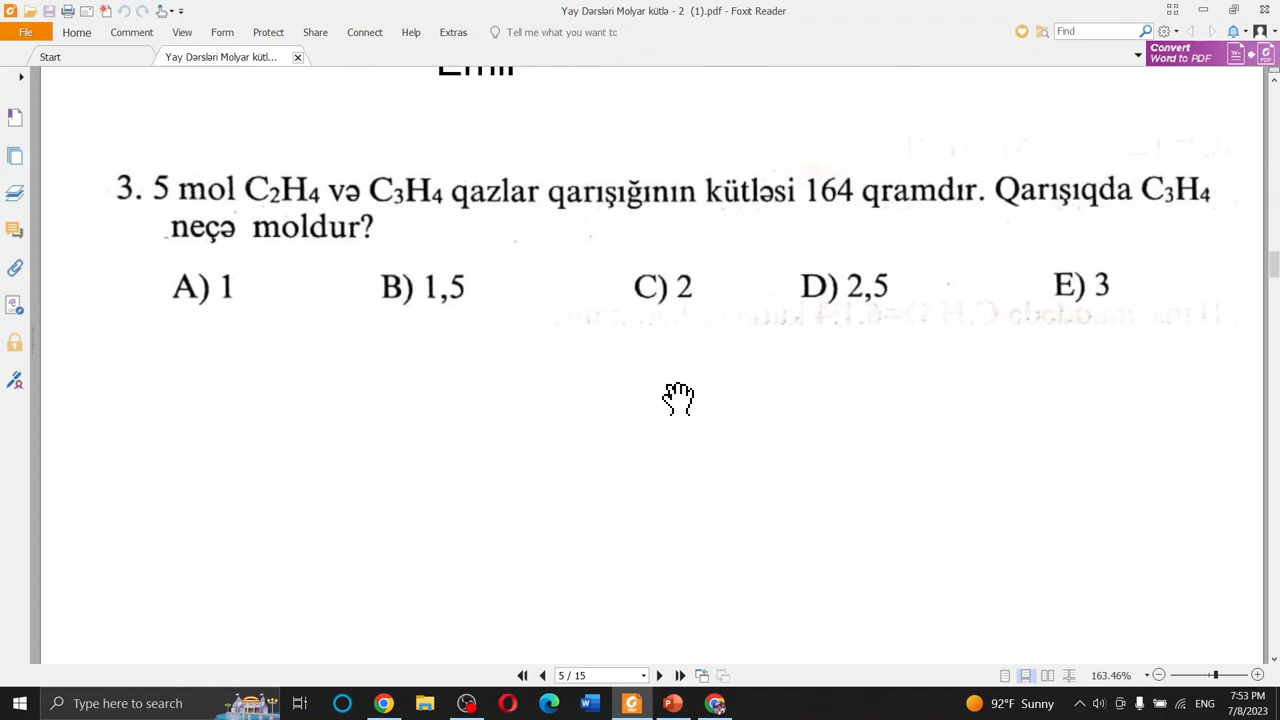 Yay Dərsləri Molyar kütlə - 2 (1).pdf - Foxit Reader
File Home Comment View Form Protect Share Connect Help Extras Tell me what you want to Find
Start Yay Dərsləri Molyar kütl... Convert Word to PDF
3. 5 mol C₂H₄ və C₃H₄ qazlar qarışığının kütləsi 164 qramdır. Qarışıqda C₃H₄
neçə moldur?
A) 1 B) 1,5 C) 2 D) 2,5 E) 3
5 / 15 163.46%
Type here to search 92°F Sunny ENG 7:53 PM
7/8/2023